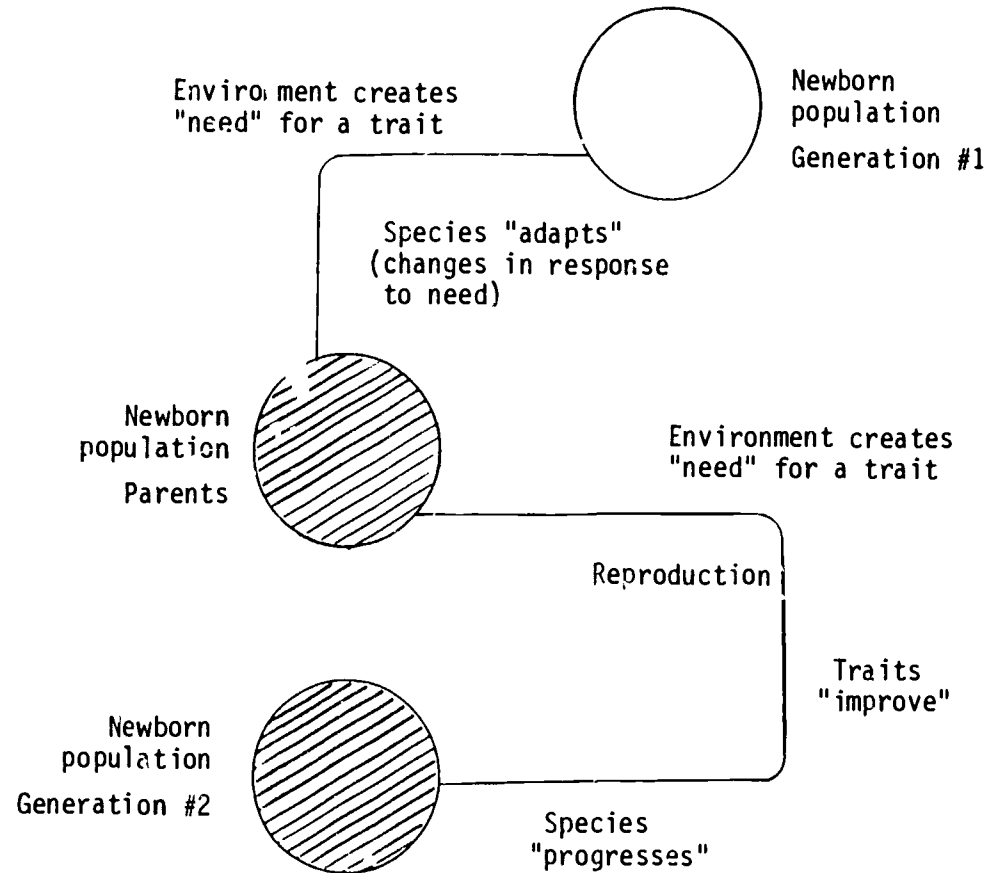 Environment creates
"need" for a trait
Newborn
population
Generation #1
Species "adapts"
(changes in response
to need)
Newborn
population
Parents
Environment creates
"need" for a trait
Reproduction
Traits
"improve"
Newborn
population
Generation #2
Species
"progresses"